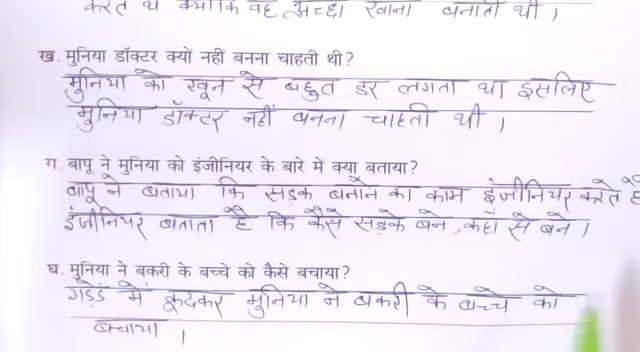 करते थे क्योंकि वह अच्छा खाना बनाती थी।
ख. मुनिया डॉक्टर क्यों नहीं बनना चाहती थी?
मुनिया को खून से बहुत डर लगता था इसलिए
मुनिया डॉक्टर नहीं बनना चाहती थी।
ग. बापू ने मुनिया को इंजीनियर के बारे में क्या बताया?
बापू ने बताया कि सड़क बनाने का काम इंजीनियर करते है
इंजीनियर बताता है कि कैसे सड़के बने, कहाँ से बने।
घ. मुनिया ने बकरी के बच्चे को कैसे बचाया?
गड्डे में कूदकर मुनिया ने बकरी के बच्चे को
बचाया।